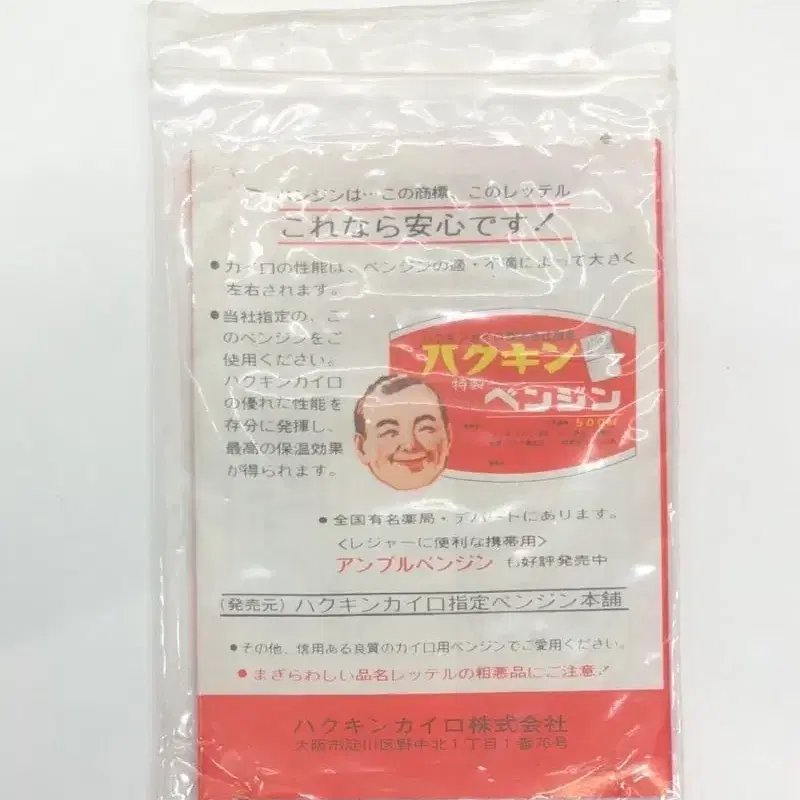 ベンジンは…この商標、このレッテル
これなら安心です!
●カイロの性能は、ベンジンの適・不適によって大きく
左右されます。
●当社指定の、こ
のベンジンをご
使用ください。
ハクキンカイロ
の優れた性能を
存分に発揮し、
最高の保温効果
が得られます。
ハクキン
特製
ベンジン
500
●全国有名薬局・デパートにあります。
〈レジャーに便利な携帯用〉
アンプルベンジン も好評発売中
(発売元)ハクキンカイロ指定ベンジン本舗
●その他、信用ある良質のカイロ用ベンジンでご愛用ください。
●まぎらわしい品名レッテルの粗悪品にご注意!
ハクキンカイロ株式会社
大阪市淀川区野中北1丁目1番76号